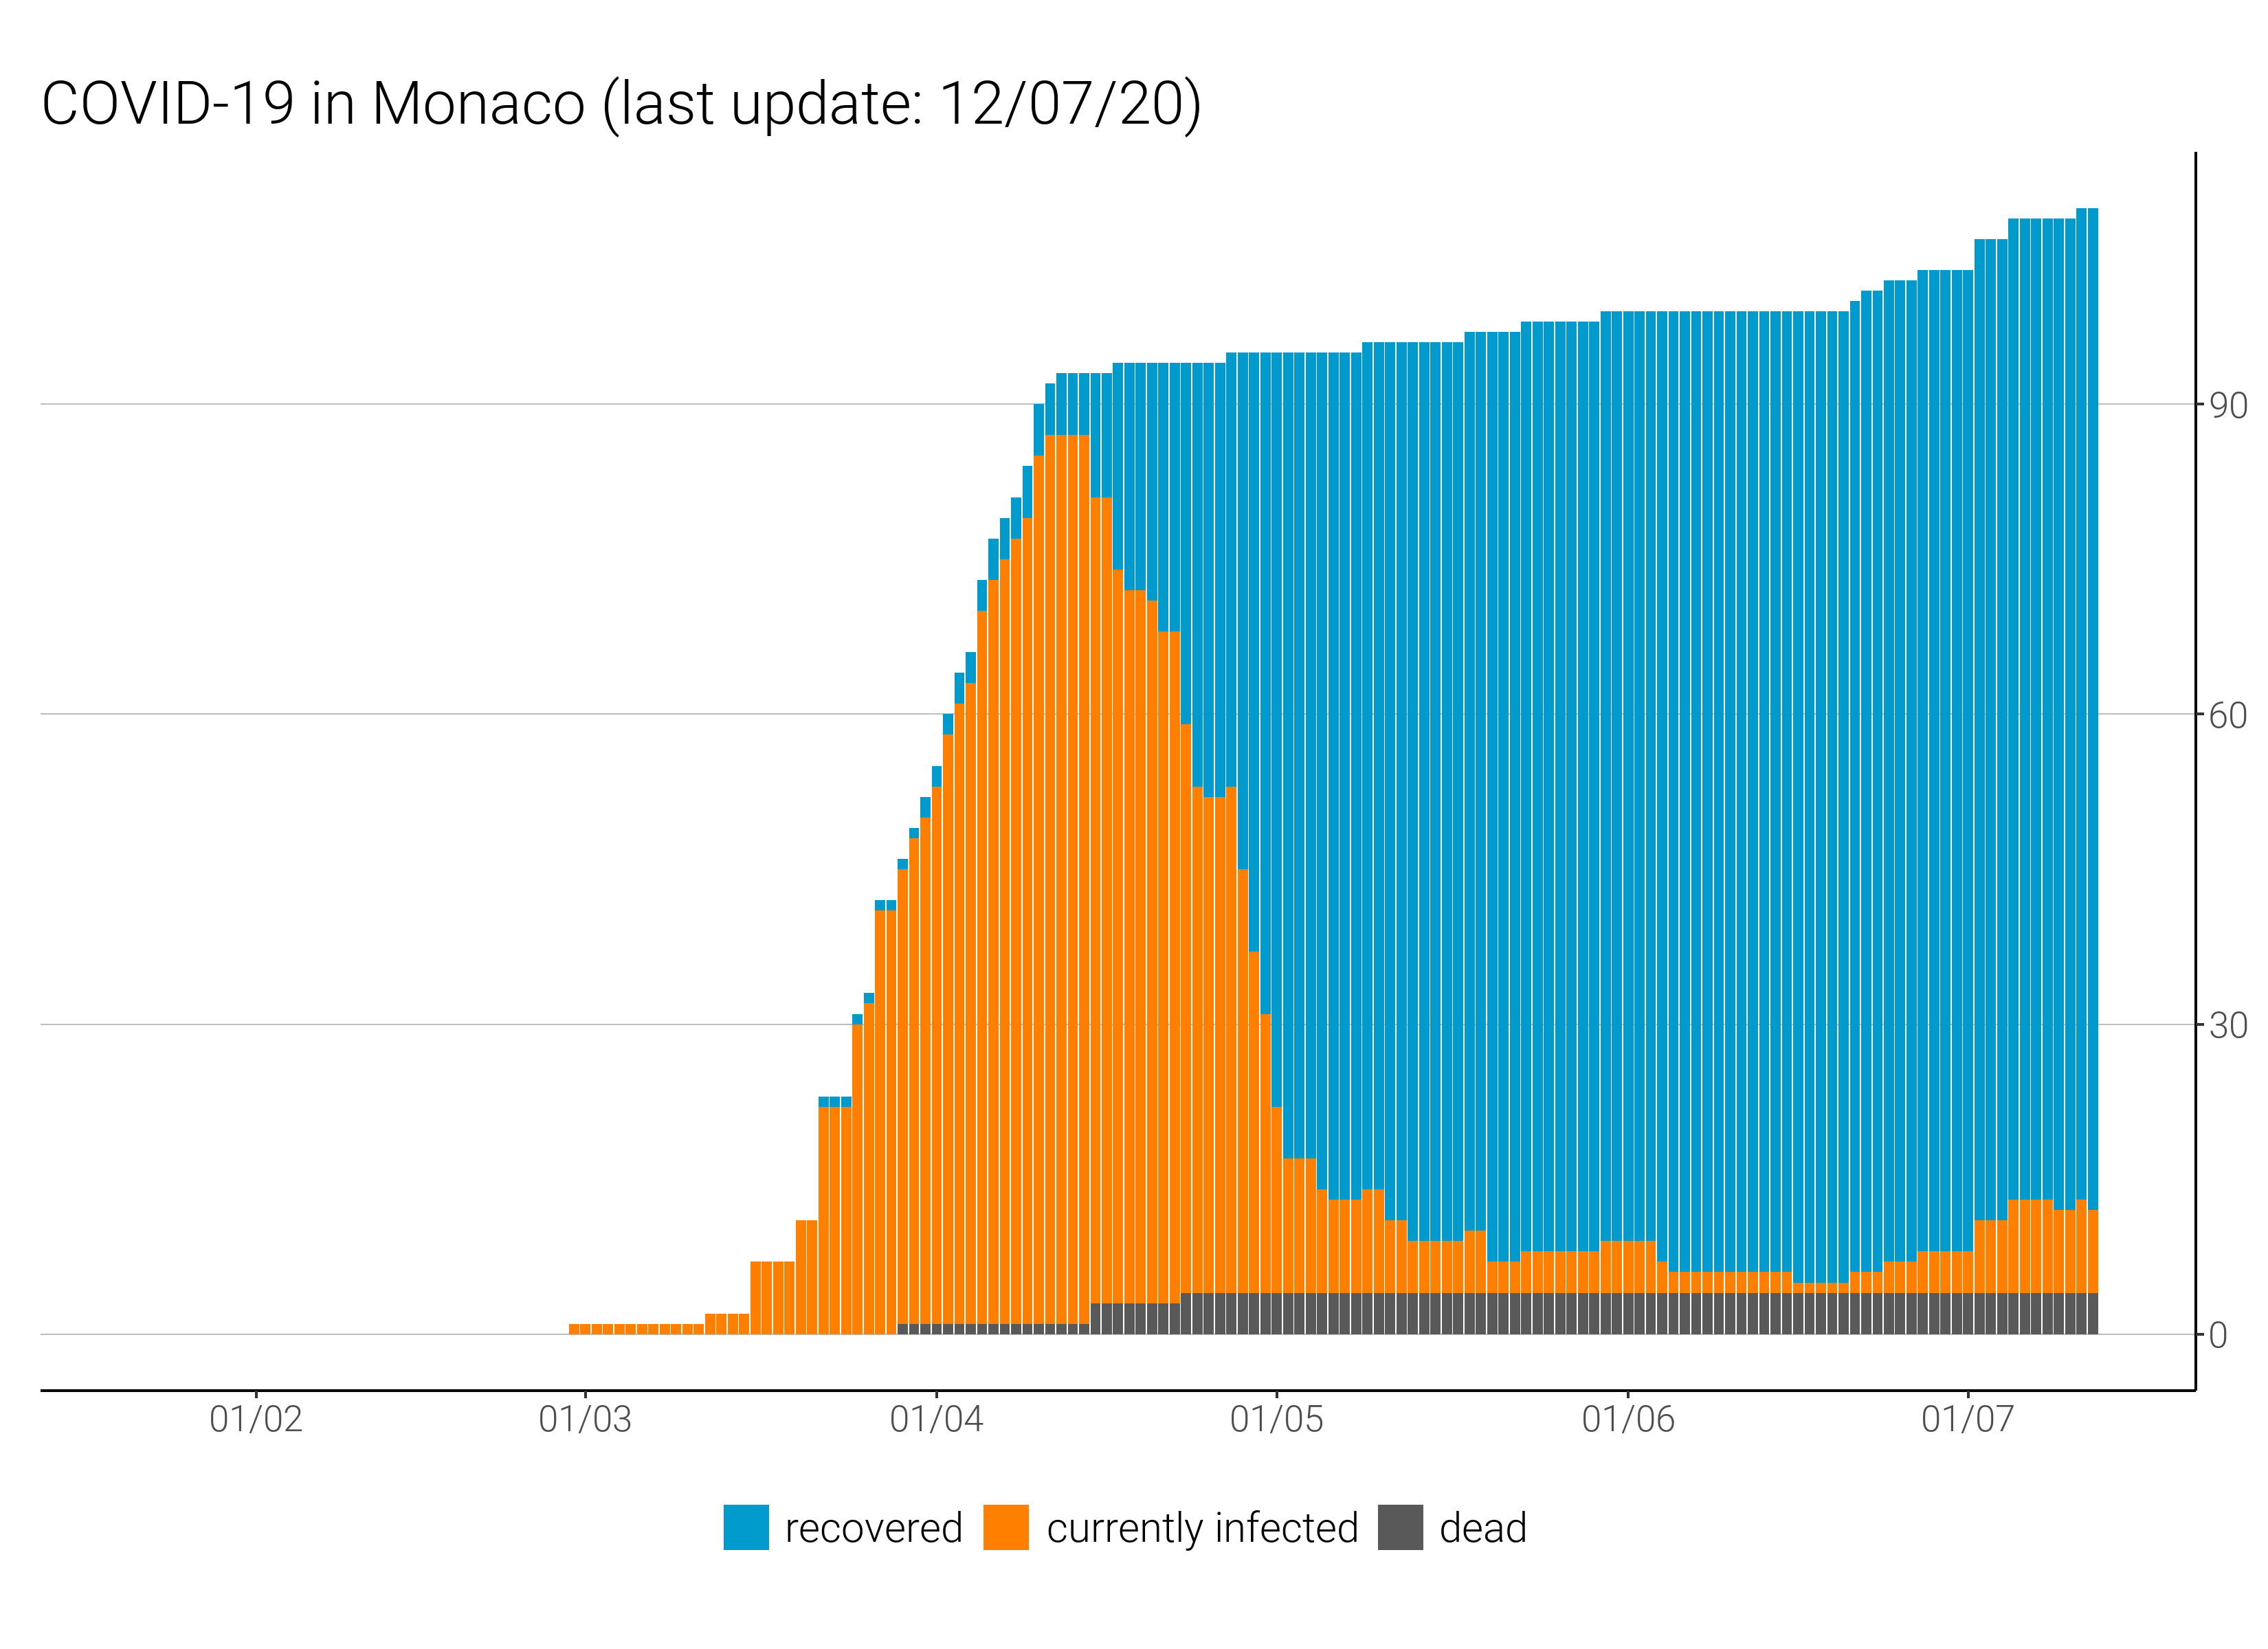 COVID-19 in Monaco (last update: 12/07/20)
90
60
30
0
01/02 01/03 01/04 01/05 01/06 01/07
recovered currently infected dead